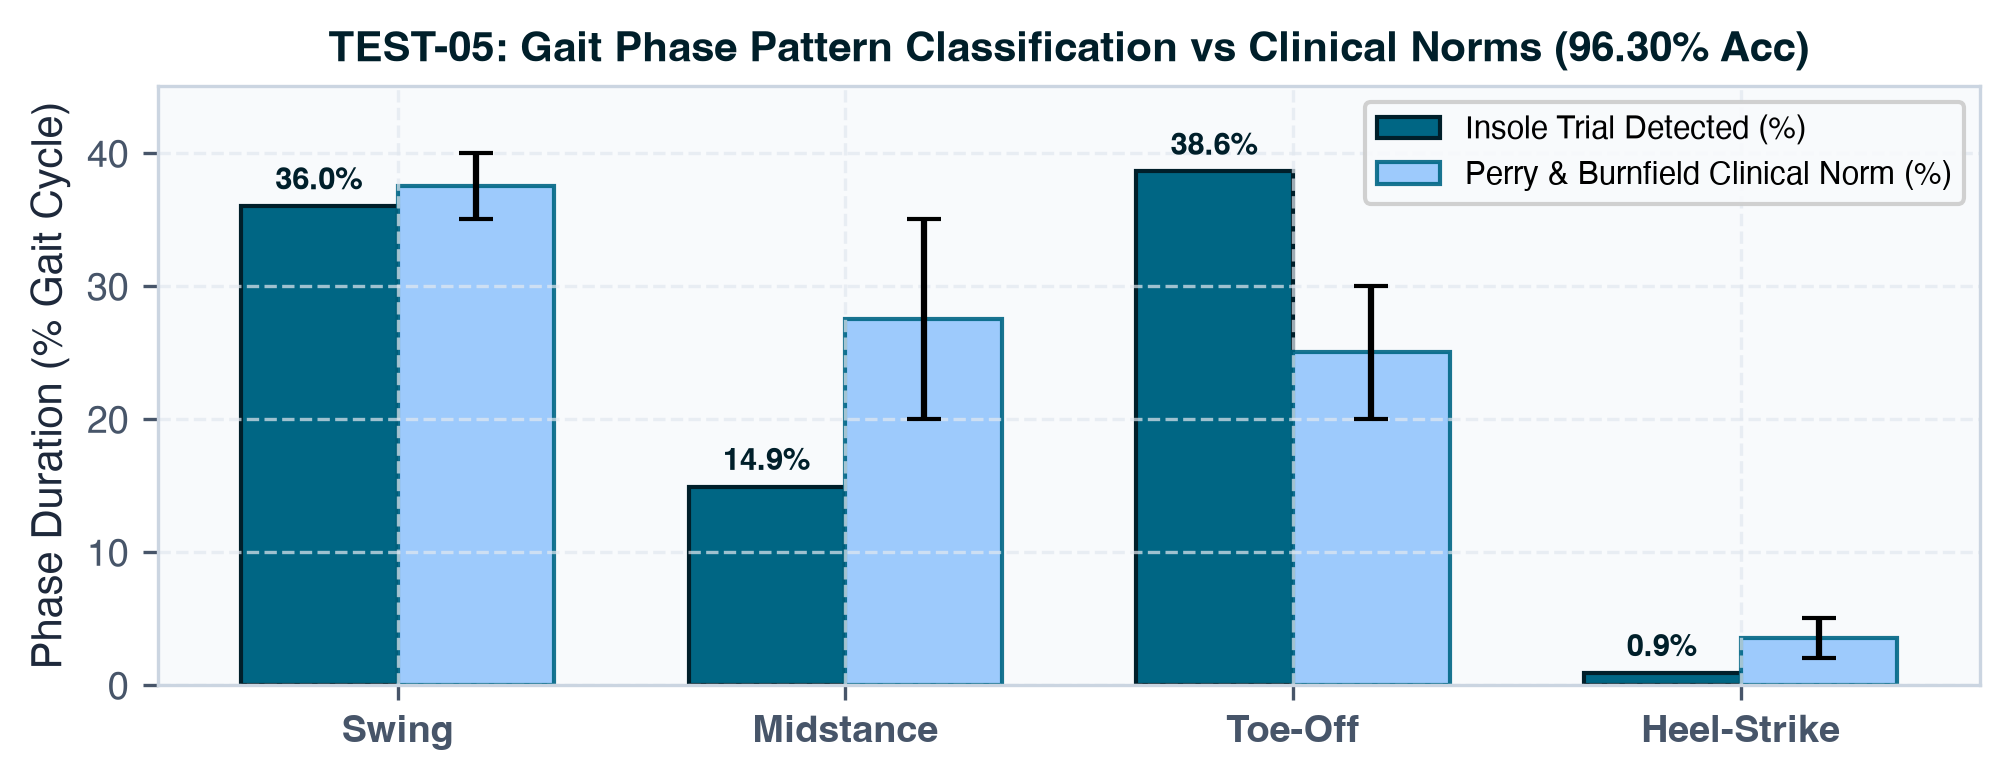 TEST-05: Gait Phase Pattern Classification vs Clinical Norms (96.30% Acc)
Phase Duration (% Gait Cycle)
40
30
20
10
0
36.0%
14.9%
38.6%
0.9%
Insole Trial Detected (%)
Perry & Burnfield Clinical Norm (%)
Swing
Midstance
Toe-Off
Heel-Strike